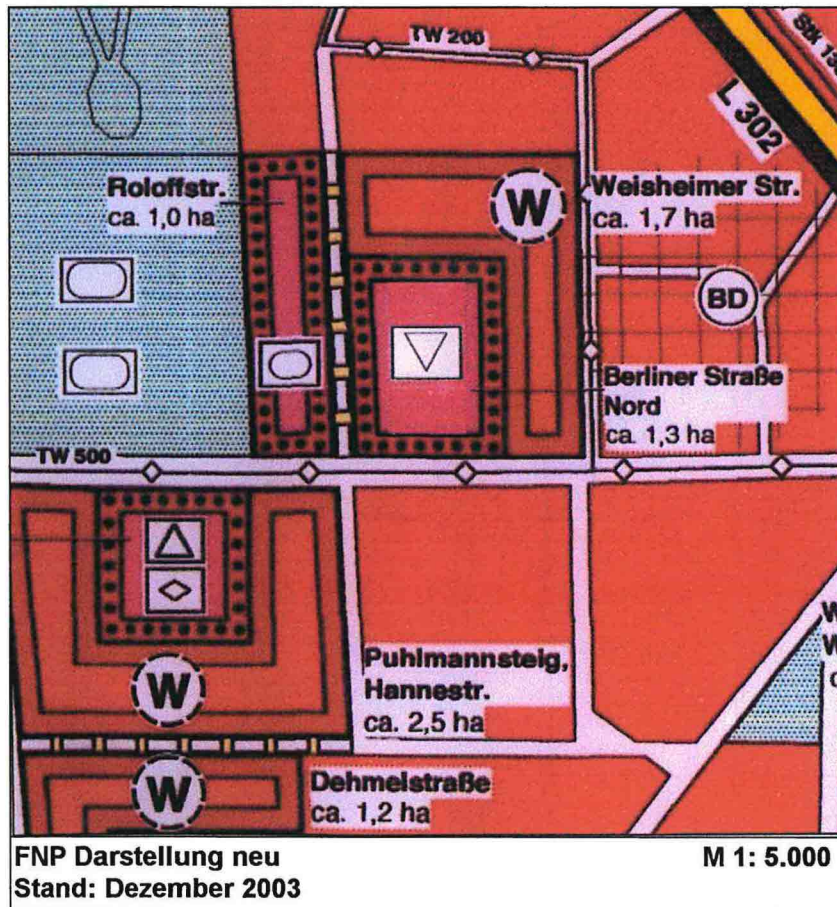 TW 200
Stk 
L 302
Roloffstr.
ca. 1,0 ha
W
Weisheimer Str.
ca. 1,7 ha
BD
Berliner Straße
Nord
ca. 1,3 ha
TW 500
Puhlmannsteig,
Hannestr.
ca. 2,5 ha
W
W
W
Dehmelstraße
ca. 1,2 ha
W
FNP Darstellung neu
M 1: 5.000
Stand: Dezember 2003